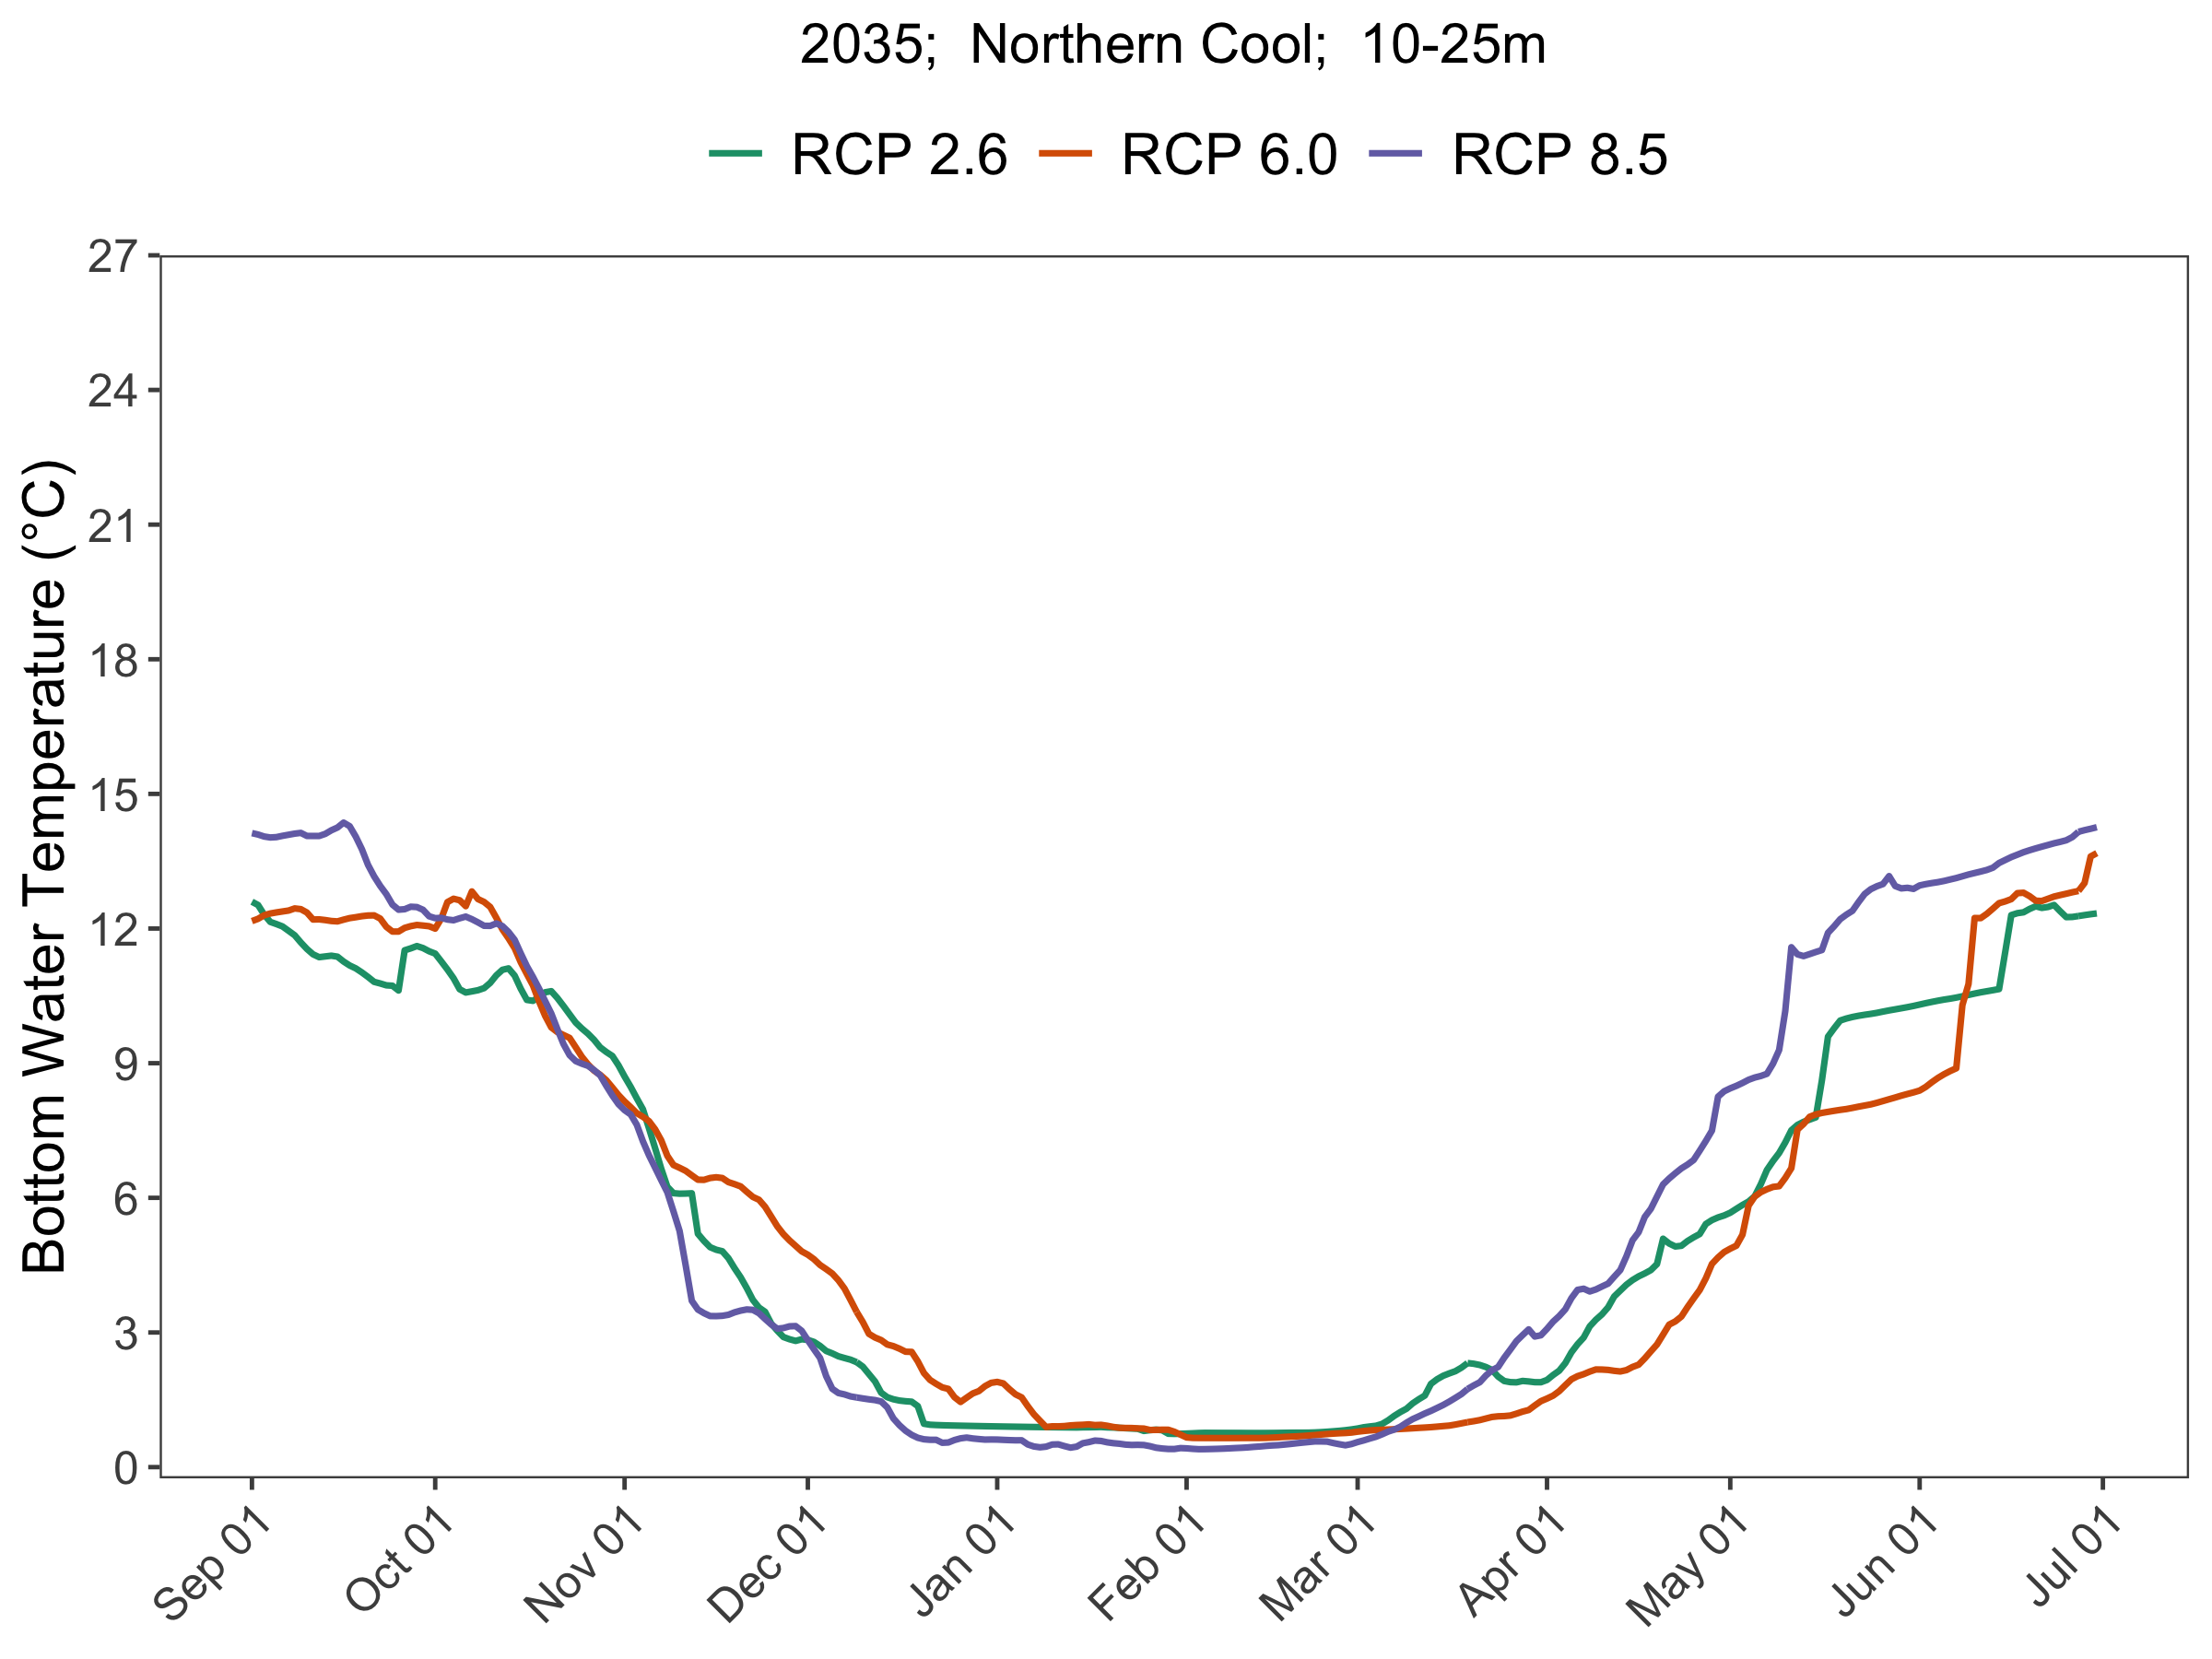 2035;  Northern Cool;  10-25m
RCP 2.6 RCP 6.0 RCP 8.5
Bottom Water Temperature (°C)
27
24
21
18
15
12
9
6
3
0
Sep 01 Oct 01 Nov 01 Dec 01 Jan 01 Feb 01 Mar 01 Apr 01 May 01 Jun 01 Jul 01